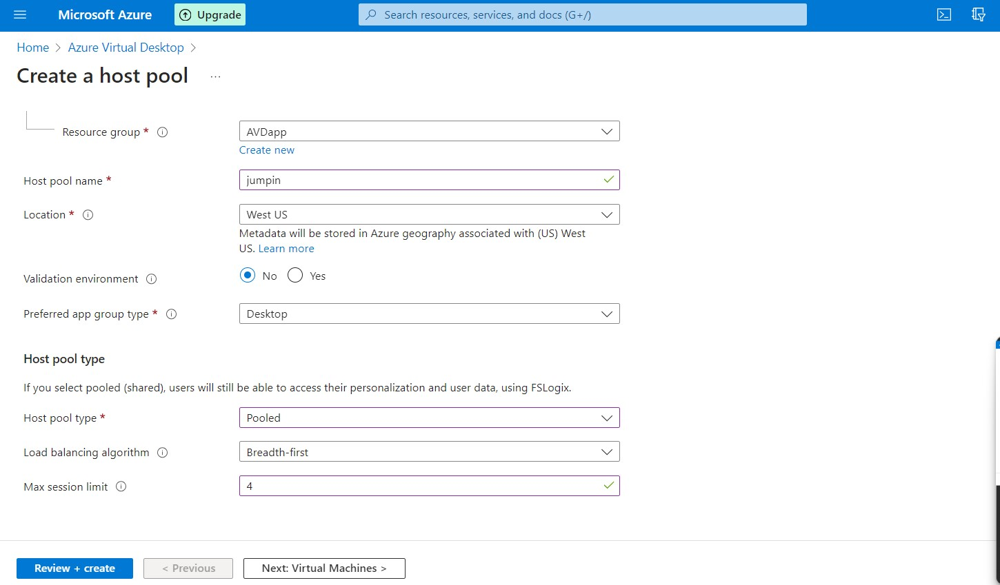 Microsoft Azure
Upgrade
Search resources, services, and docs (G+/)
Home > Azure Virtual Desktop >
Create a host pool ...
Resource group *
AVDapp
Create new
Host pool name *
jumpin
Location *
West US
Metadata will be stored in Azure geography associated with (US) West
US. Learn more
Validation environment
No
Yes
Preferred app group type *
Desktop
Host pool type
If you select pooled (shared), users will still be able to access their personalization and user data, using FSLogix.
Host pool type *
Pooled
Load balancing algorithm
Breadth-first
Max session limit
4
Review + create
< Previous
Next: Virtual Machines >